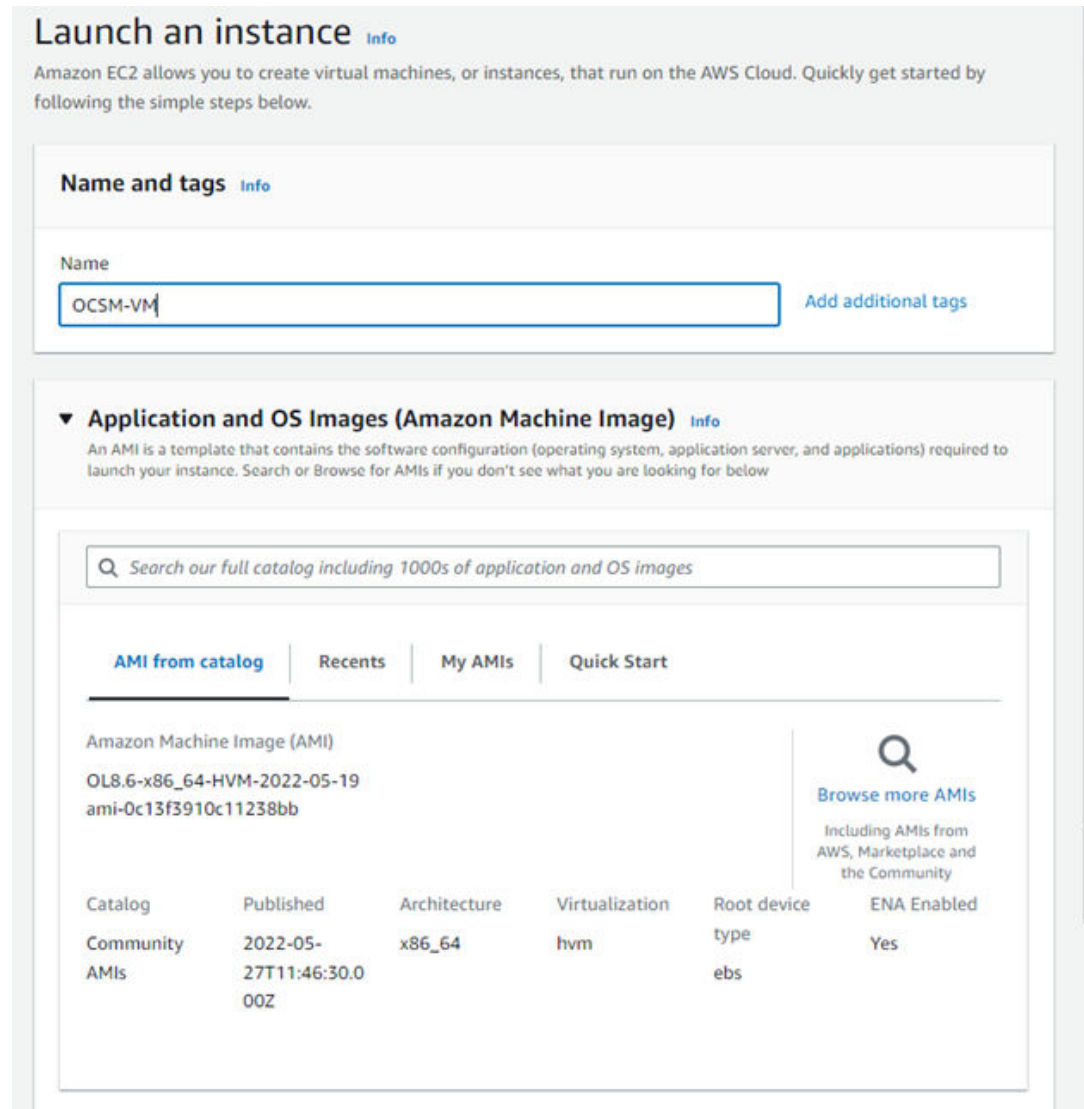 Launch an instance Info
Amazon EC2 allows you to create virtual machines, or instances, that run on the AWS Cloud. Quickly get started by
following the simple steps below.
Name and tags Info
Name
OCSM-VM
Add additional tags
Application and OS Images (Amazon Machine Image) Info
An AMI is a template that contains the software configuration (operating system, application server, and applications) required to
launch your instance. Search or Browse for AMIs if you don't see what you are looking for below
Search our full catalog including 1000s of application and OS images
AMI from catalog
Recents
My AMIs
Quick Start
Amazon Machine Image (AMI)
OL8.6-x86_64-HVM-2022-05-19
ami-0c13f3910c11238bb
Browse more AMIs
Including AMIs from
AWS, Marketplace and
the Community
Catalog
Community
AMIs
Published
2022-05-
27T11:46:30.0
00Z
Architecture
x86_64
Virtualization
hvm
Root device
type
ebs
ENA Enabled
Yes